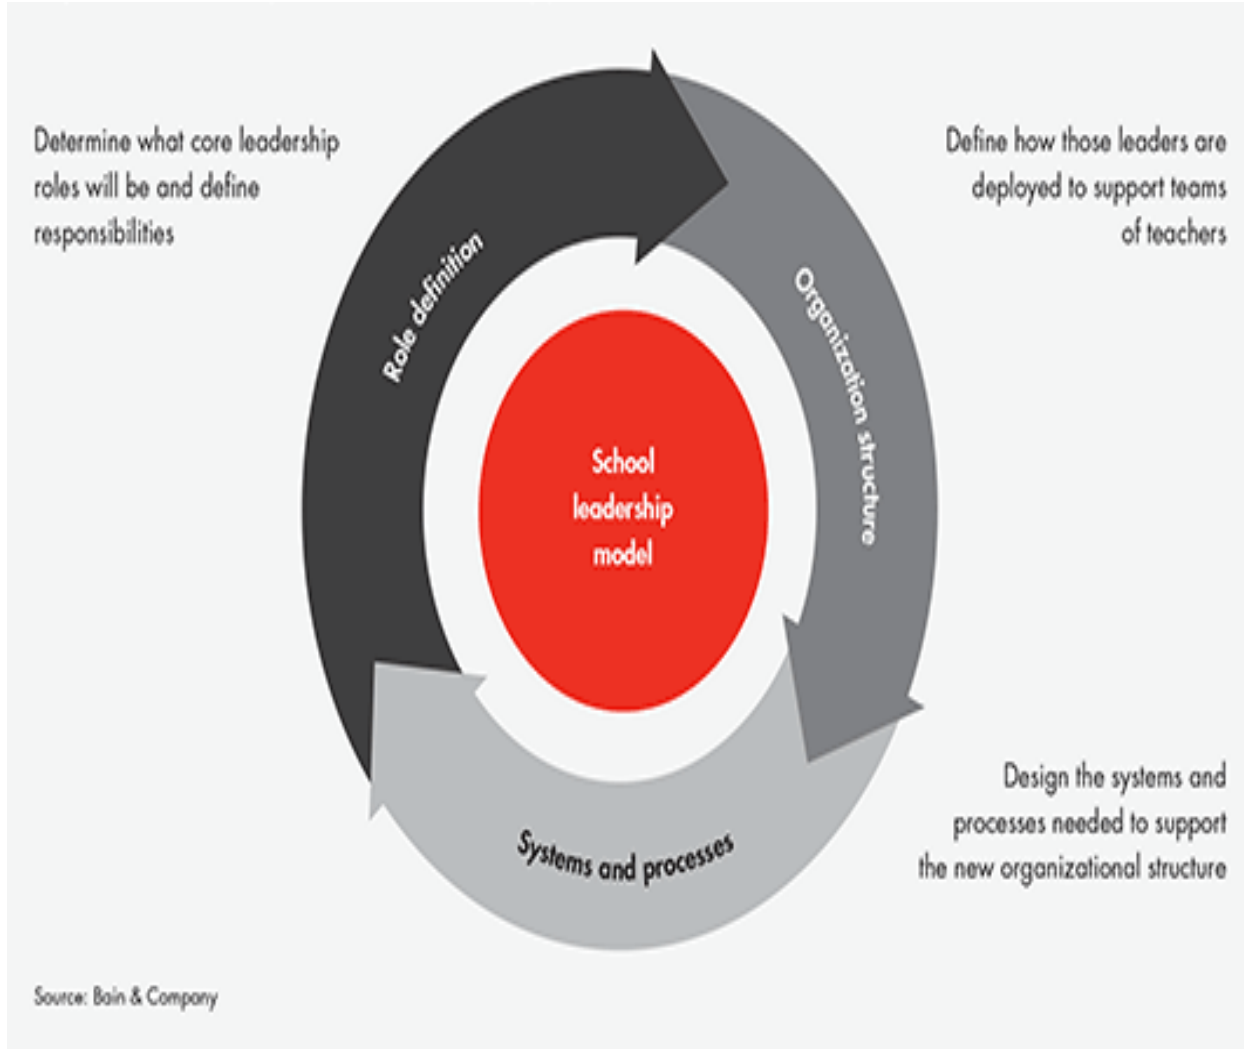 Determine what core leadership
roles will be and define
responsibilities
Define how those leaders are
deployed to support teams
of teachers
Role definition
Organization structure
School
leadership
model
Systems and processes
Design the systems and
processes needed to support
the new organizational structure
Source: Bain & Company